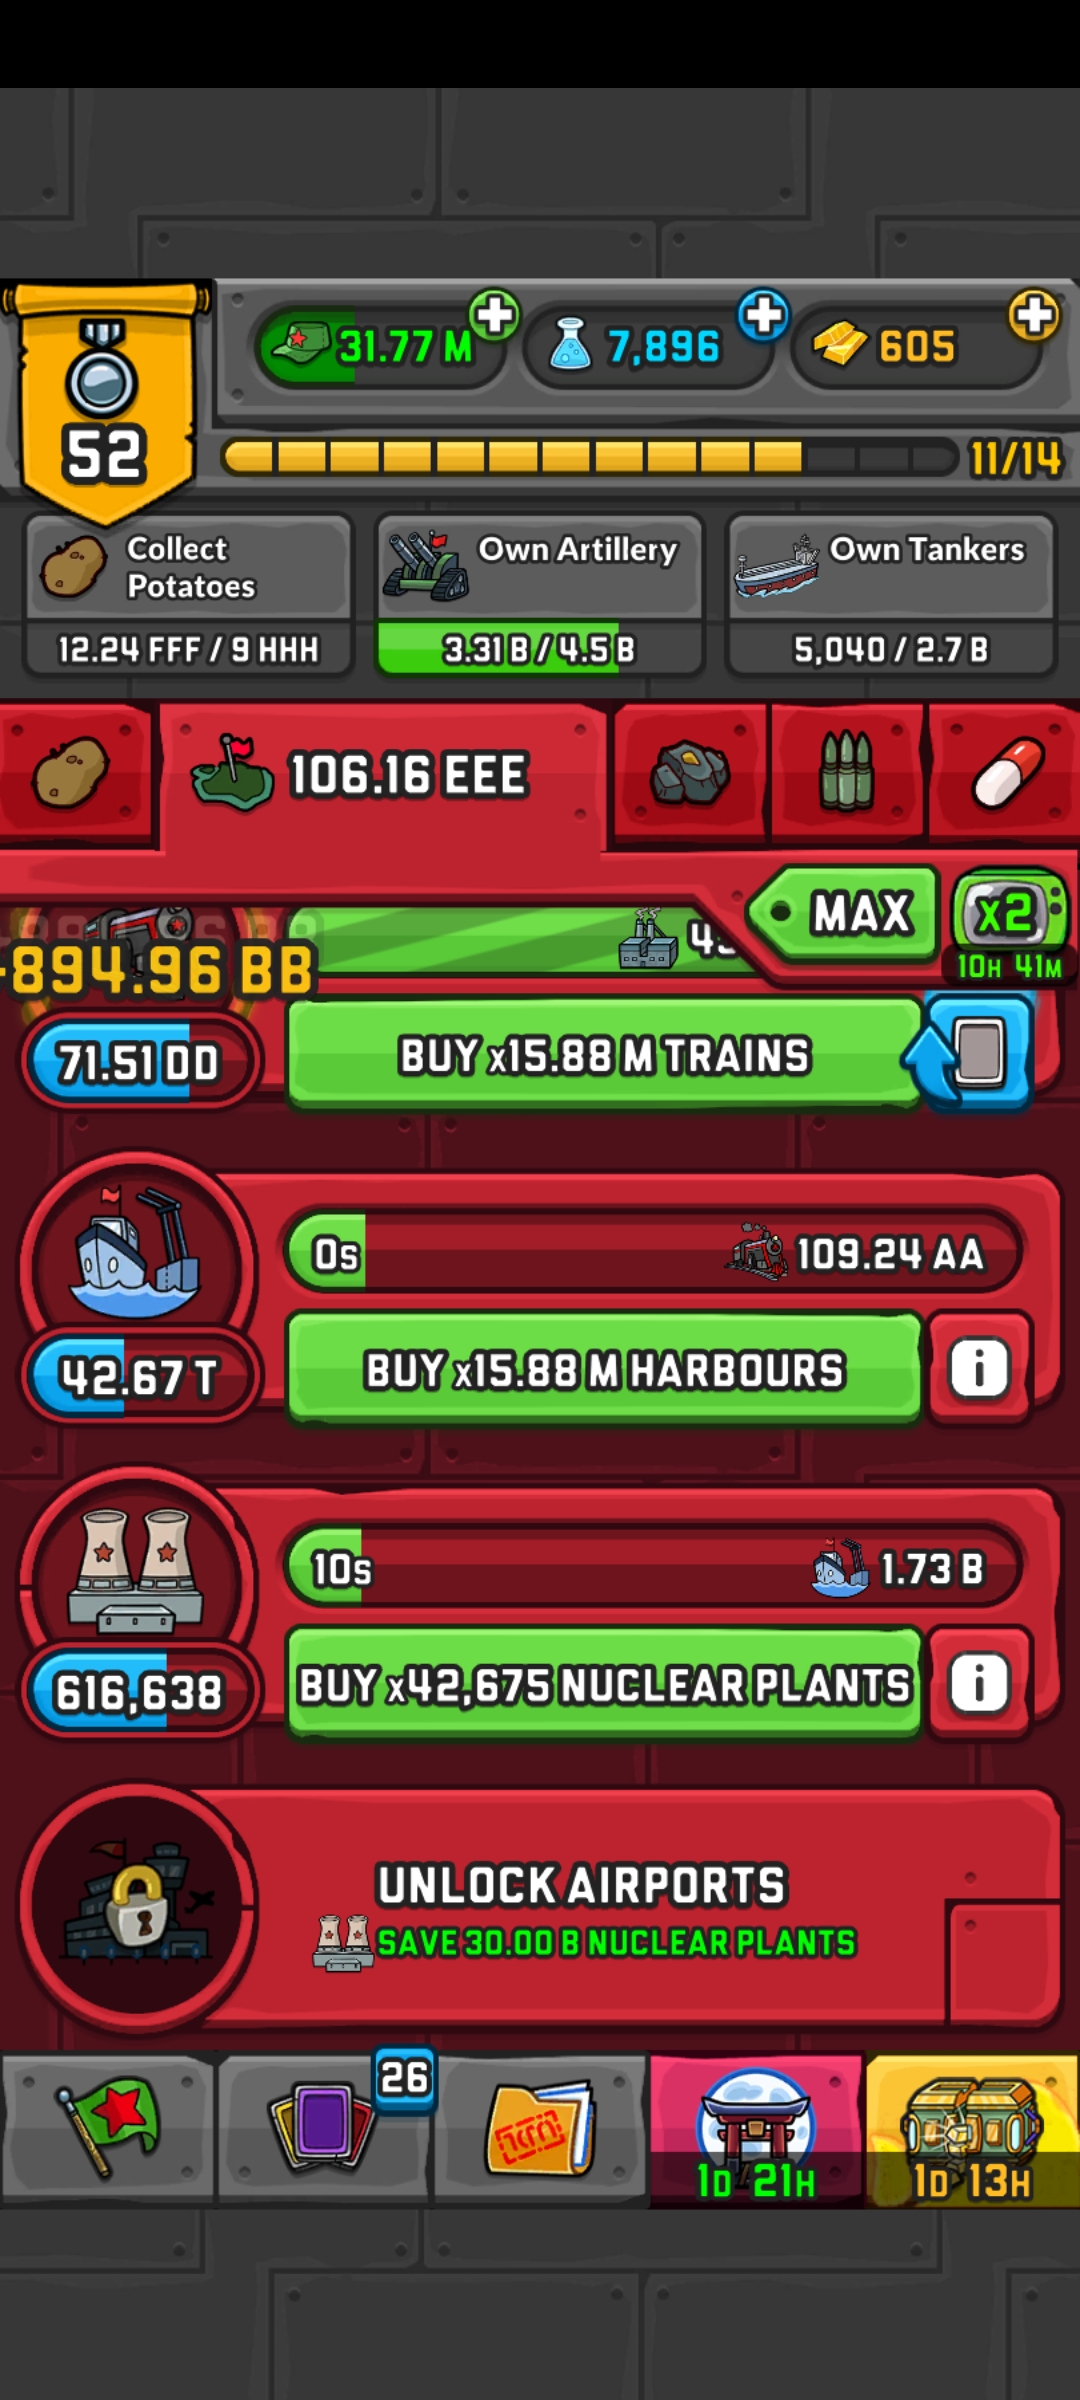 31.77 M
7,896
605
52
11/14
Collect
Potatoes
12.24 FFF / 9 HHH
Own Artillery
3.31 B / 4.5 B
Own Tankers
5,040 / 2.7 B
106.16 EEE
MAX
x2
10H 41M
-894.96 BB
71.51 DD
BUY x15.88 M TRAINS
0s
109.24 AA
42.67 T
BUY x15.88 M HARBOURS
i
10s
1.73 B
616,638
BUY x42,675 NUCLEAR PLANTS
i
UNLOCK AIRPORTS
SAVE 30.00 B NUCLEAR PLANTS
26
1D 21H
1D 13H